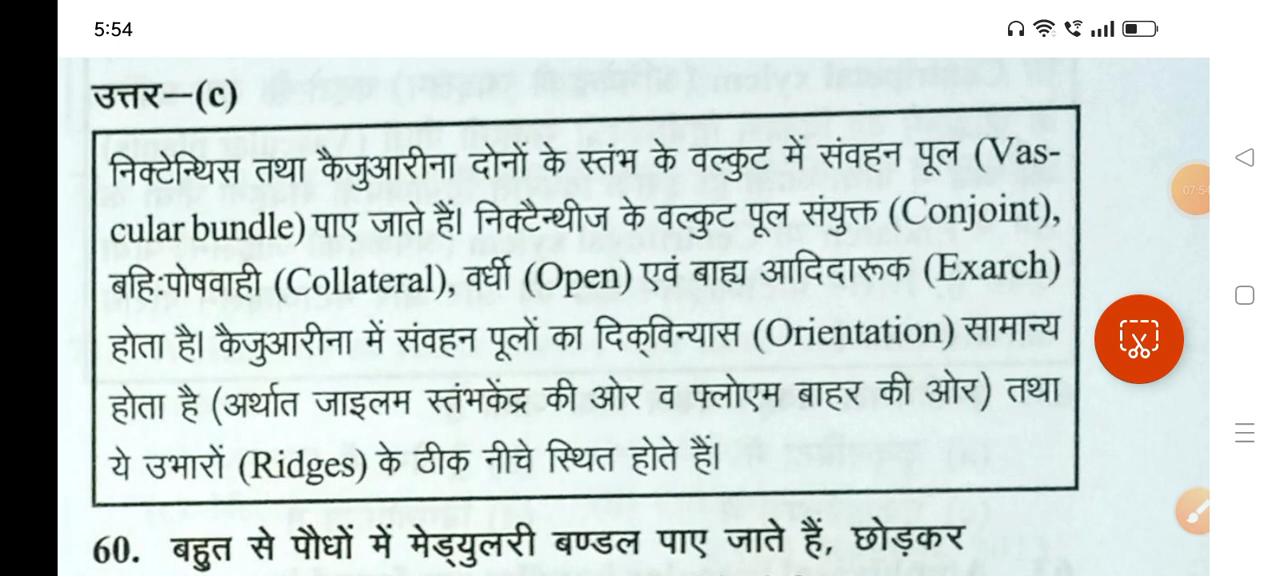 5:54
उत्तर—(c)
निक्टेन्थिस तथा कैजुआरीना दोनों के स्तंभ के वल्कुट में संवहन पूल (Vas-
cular bundle) पाए जाते हैं। निक्टैन्थीज के वल्कुट पूल संयुक्त (Conjoint),
बहि:पोषवाही (Collateral), वर्धी (Open) एवं बाह्य आदिदारूक (Exarch)
होता है। कैजुआरीना में संवहन पूलों का दिक्‌विन्यास (Orientation) सामान्य
होता है (अर्थात जाइलम स्तंभकेंद्र की ओर व फ्लोएम बाहर की ओर) तथा
ये उभारों (Ridges) के ठीक नीचे स्थित होते हैं।
60. बहुत से पौधों में मेड्युलरी बण्डल पाए जाते हैं, छोड़कर